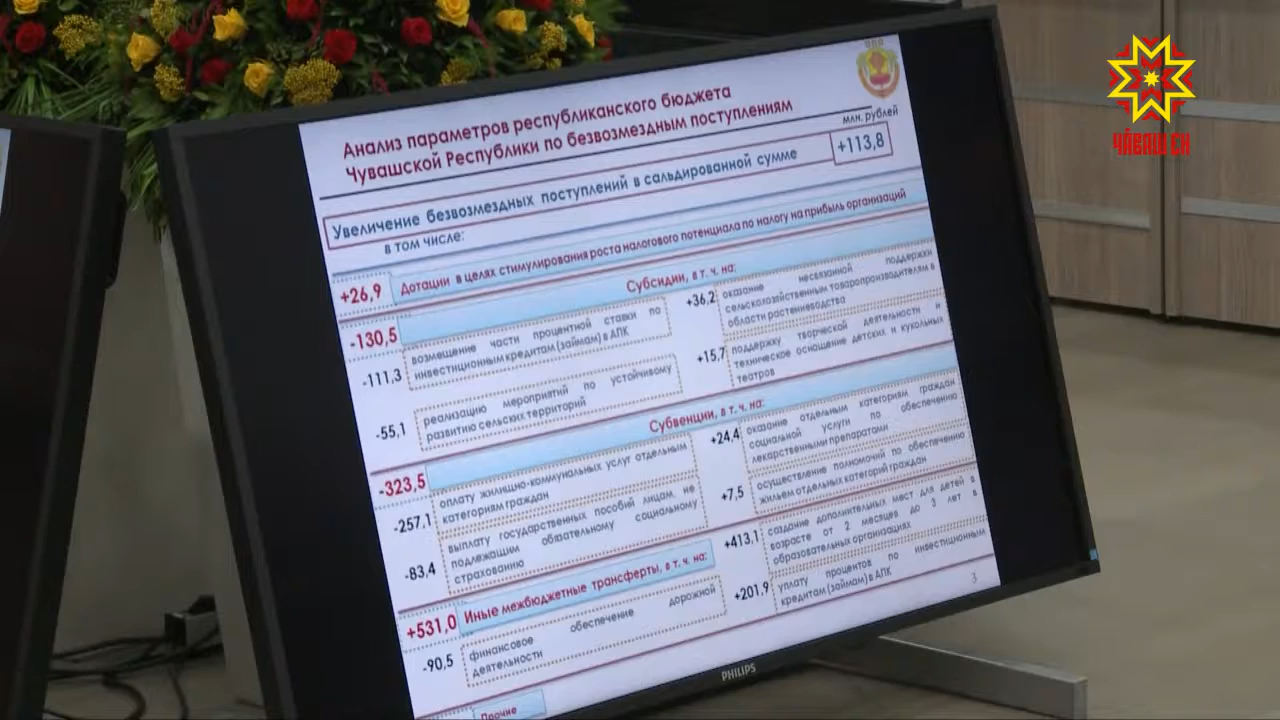 ЧӐВАШ ЕН
Анализ параметров республиканского бюджета
Чувашской Республики по безвозмездным поступлениям
млн. рублей
Увеличение безвозмездных поступлений в сальдированной сумме
+113,8
в том числе:
+26,9
Дотации в целях стимулирования роста налогового потенциала по налогу на прибыль организаций
Субсидии, в т. ч. на:
-130,5
-111,3
возмещение части процентной ставки по
инвестиционным кредитам (займам) в АПК
-55,1
реализацию мероприятий по устойчивому
развитию сельских территорий
+36,2
оказание несвязанной поддержки
сельскохозяйственным товаропроизводителям в
области растениеводства
+15,7
поддержку творческой деятельности и
техническое оснащение детских и кукольных
театров
Субвенции, в т. ч. на:
-323,5
-257,1
оплату жилищно-коммунальных услуг отдельным
категориям граждан
-83,4
выплату государственных пособий лицам, не
подлежащим обязательному социальному
страхованию
+24,4
оказание отдельным категориям граждан
социальной услуги по обеспечению
лекарственными препаратами
+7,5
осуществление полномочий по обеспечению
жильем отдельных категорий граждан
+531,0
Иные межбюджетные трансферты, в т. ч. на:
-90,5
финансовое обеспечение дорожной
деятельности
+413,1
создание дополнительных мест для детей в
возрасте от 2 месяцев до 3 лет в
образовательных организациях
+201,9
уплату процентов по инвестиционным
кредитам (займам) в АПК
3
Прочие
PHILIPS